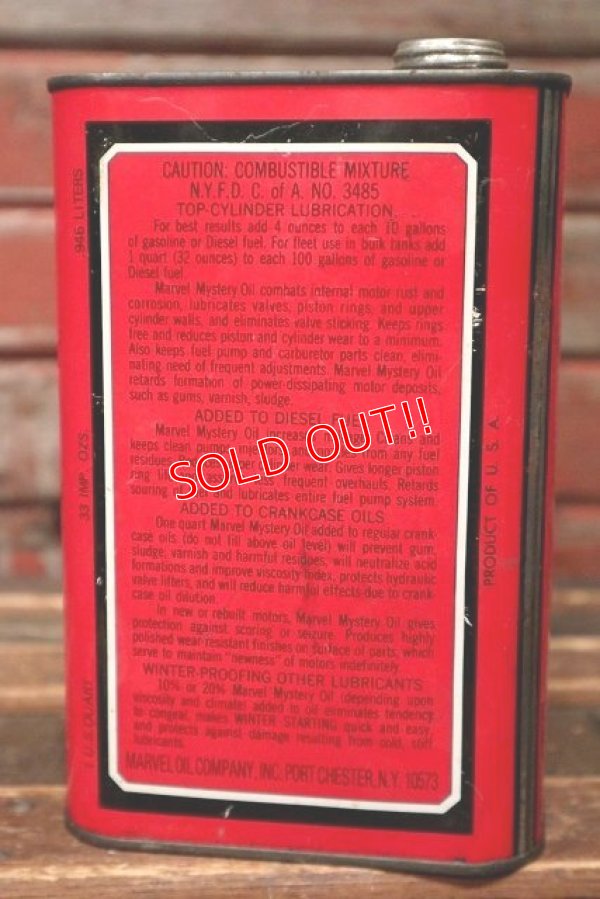 CAUTION: COMBUSTIBLE MIXTURE
N.Y.F.D. C. of A. NO. 3485
TOP-CYLINDER LUBRICATION
For best results add 4 ounces to each 10 gallons
of gasoline or Diesel fuel. For fleet use in bulk tanks add
1 quart (32 ounces) to each 100 gallons of gasoline or
Diesel fuel.
Marvel Mystery Oil combats internal motor rust and
corrosion, lubricates valves, piston rings, and upper
cylinder walls, and eliminates valve sticking. Keeps rings
free and reduces piston and cylinder wear to a minimum.
Also keeps fuel pump and carburetor parts clean, elimi-
nating need of frequent adjustments. Marvel Mystery Oil
retards formation of power-dissipating motor deposits,
such as gums, varnish, sludge.
ADDED TO DIESEL FUEL
Marvel Mystery Oil increases mileage. Cleans and
keeps clean pumps, injectors and from any fuel
residues. wear. Gives longer piston
ring life, less frequent overhauls. Retards
souring of and lubricates entire fuel pump system.
SOLD OUT!!
ADDED TO CRANKCASE OILS
One quart Marvel Mystery Oil added to regular crank-
case oils (do not fill above oil level) will prevent gum,
sludge, varnish and harmful residues, will neutralize acid
formations and improve viscosity index, protects hydraulic
valve lifters, and will reduce harmful effects due to crank-
case oil dilution.
In new or rebuilt motors, Marvel Mystery Oil gives
protection against scoring or seizure. Produces highly
polished wear-resistant finishes on surface of parts, which
serve to maintain "newness" of motors indefinitely.
WINTER-PROOFING OTHER LUBRICANTS
10% or 20% Marvel Mystery Oil (depending upon
viscosity and climate) added to oil eliminates tendency
to congeal, makes WINTER STARTING quick and easy,
and protects against damage resulting from cold, stiff
lubricants.
MARVEL OIL COMPANY, INC. PORT CHESTER, N.Y. 10573
1 U.S. QUART
33 IMP. OZS.
.946 LITERS
PRODUCT OF U. S. A.